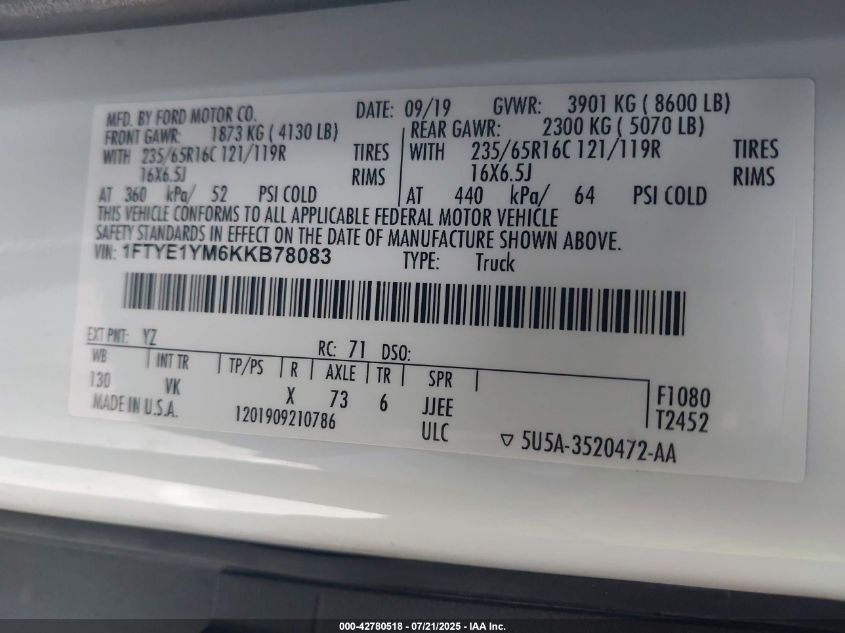 MFD. BY FORD MOTOR CO. DATE: 09/19 GVWR: 3901 KG ( 8600 LB)
FRONT GAWR: 1873 KG ( 4130 LB) REAR GAWR: 2300 KG ( 5070 LB)
WITH 235/65R16C 121/119R TIRES WITH 235/65R16C 121/119R TIRES
16X6.5J RIMS 16X6.5J RIMS
AT 360 kPa/ 52 PSI COLD AT 440 kPa/ 64 PSI COLD
THIS VEHICLE CONFORMS TO ALL APPLICABLE FEDERAL MOTOR VEHICLE
SAFETY STANDARDS IN EFFECT ON THE DATE OF MANUFACTURE SHOWN ABOVE.
VIN: 1FTYE1YM6KKB78083 TYPE: Truck
EXT PNT: YZ RC: 71 DSO:
WB INT TR TP/PS R AXLE TR SPR
130 VK X 73 6 JJEE F1080
MADE IN U.S.A. 1201909210786 ULC T2452
5U5A-3520472-AA
000-42780518 - 07/21/2025 - IAA Inc.